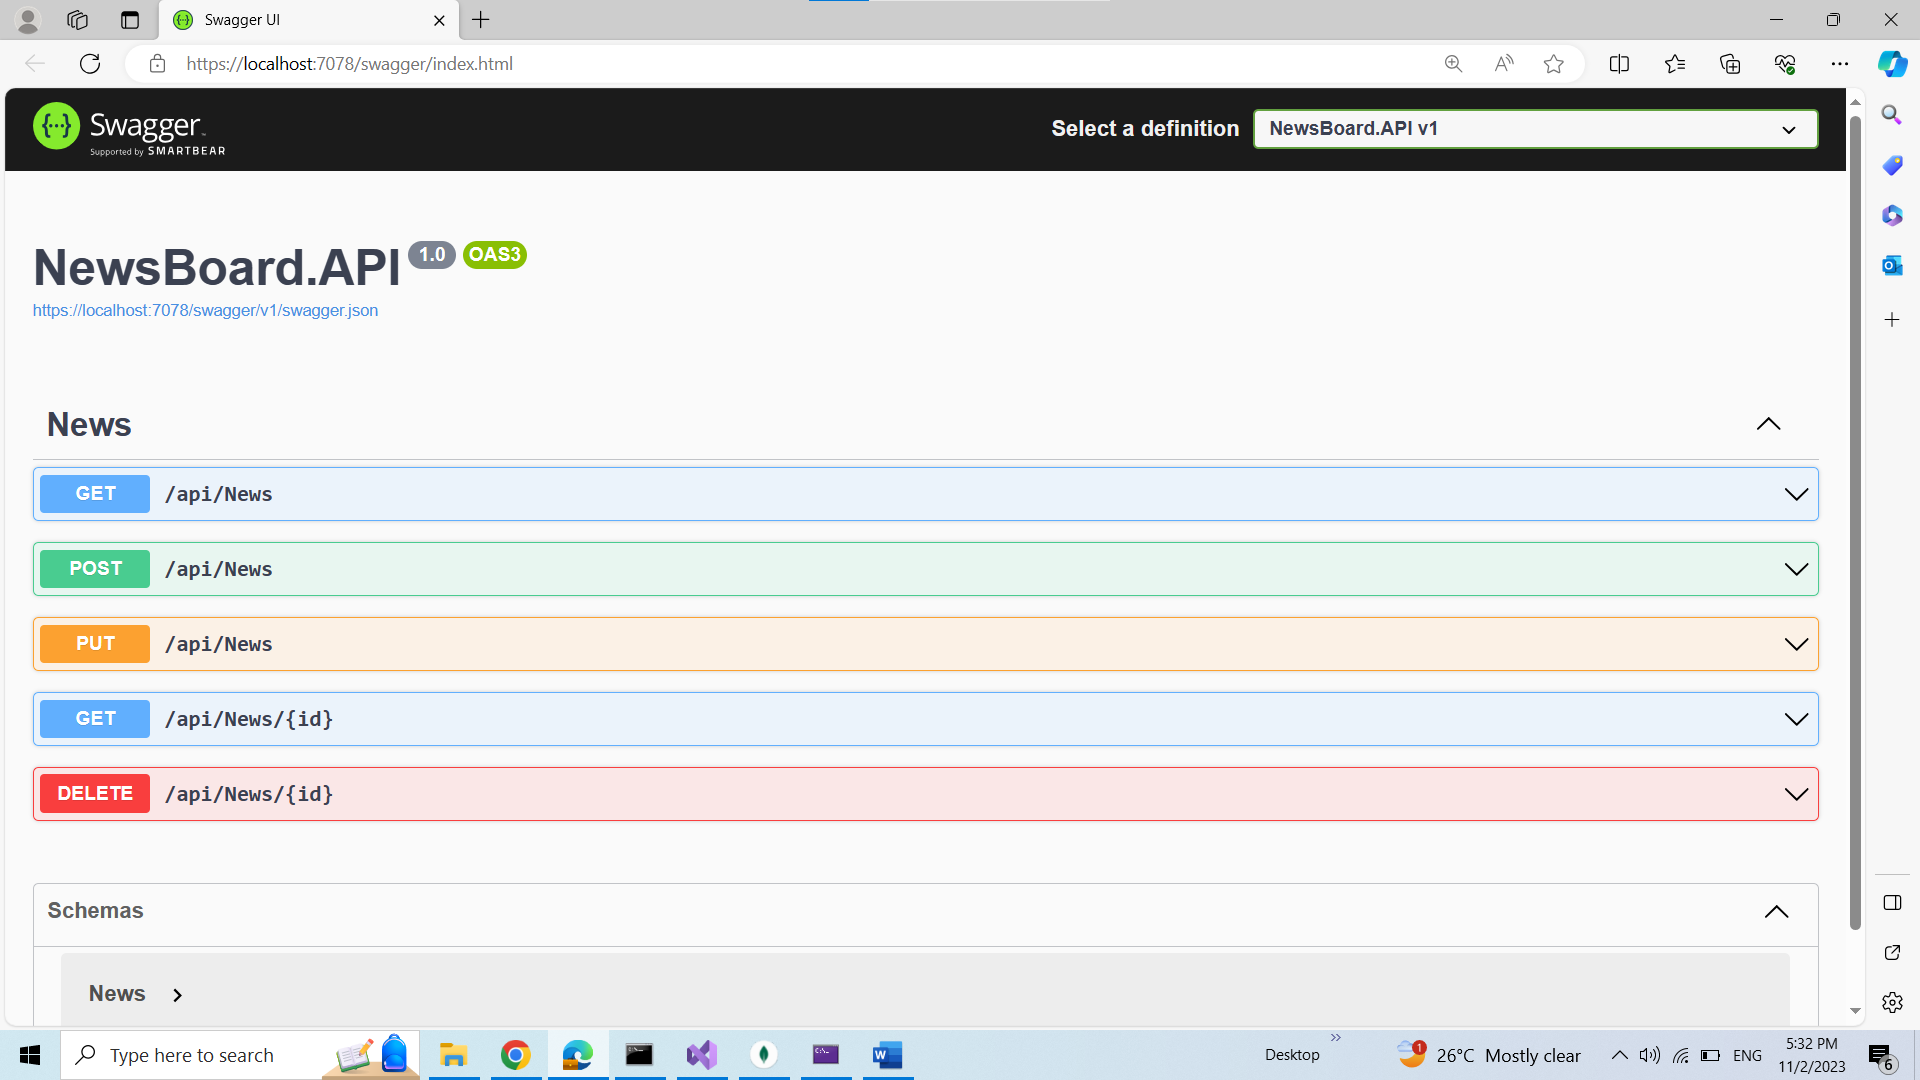 Swagger UI
https://localhost:7078/swagger/index.html
Swagger
Supported by SMARTBEAR
Select a definition
NewsBoard.API v1
NewsBoard.API 1.0 OAS3
https://localhost:7078/swagger/v1/swagger.json
News
GET /api/News
POST /api/News
PUT /api/News
GET /api/News/{id}
DELETE /api/News/{id}
Schemas
News
Type here to search
Desktop
1
26°C Mostly clear
ENG
5:32 PM
11/2/2023
6